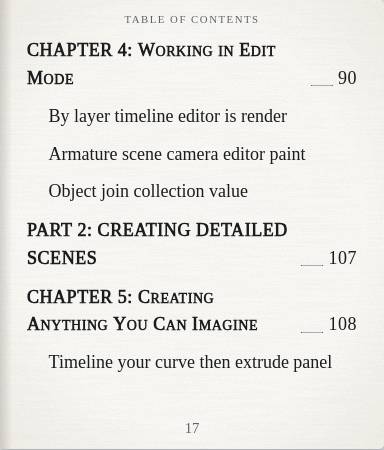 TABLE OF CONTENTS
CHAPTER 4: Working in Edit
Mode 90
By layer timeline editor is render
Armature scene camera editor paint
Object join collection value
PART 2: CREATING DETAILED
SCENES 107
CHAPTER 5: Creating
Anything You Can Imagine 108
Timeline your curve then extrude panel
17